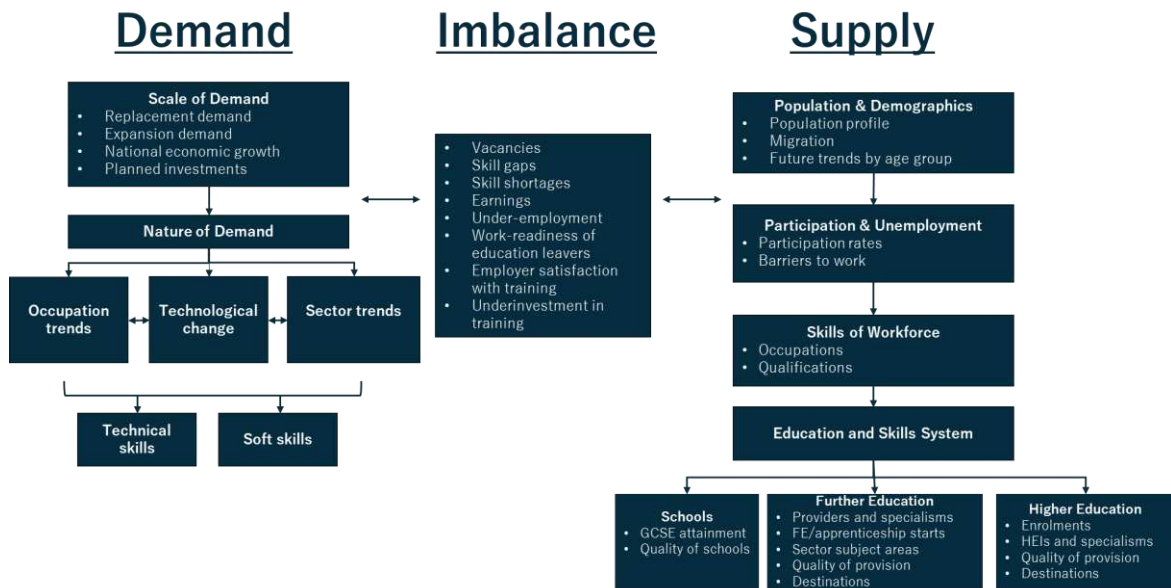 Demand
Imbalance
Supply
Scale of Demand
• Replacement demand
• Expansion demand
• National economic growth
• Planned investments
Nature of Demand
Occupation
trends
Technological
change
Sector trends
Technical
skills
Soft skills
• Vacancies
• Skill gaps
• Skill shortages
• Earnings
• Under-employment
• Work-readiness of
education leavers
• Employer satisfaction
with training
• Underinvestment in
training
Population & Demographics
• Population profile
• Migration
• Future trends by age group
Participation & Unemployment
• Participation rates
• Barriers to work
Skills of Workforce
• Occupations
• Qualifications
Education and Skills System
Schools
• GCSE attainment
• Quality of schools
Further Education
• Providers and specialisms
• FE/apprenticeship starts
• Sector subject areas
• Quality of provision
• Destinations
Higher Education
• Enrolments
• HEIs and specialisms
• Quality of provision
• Destinations